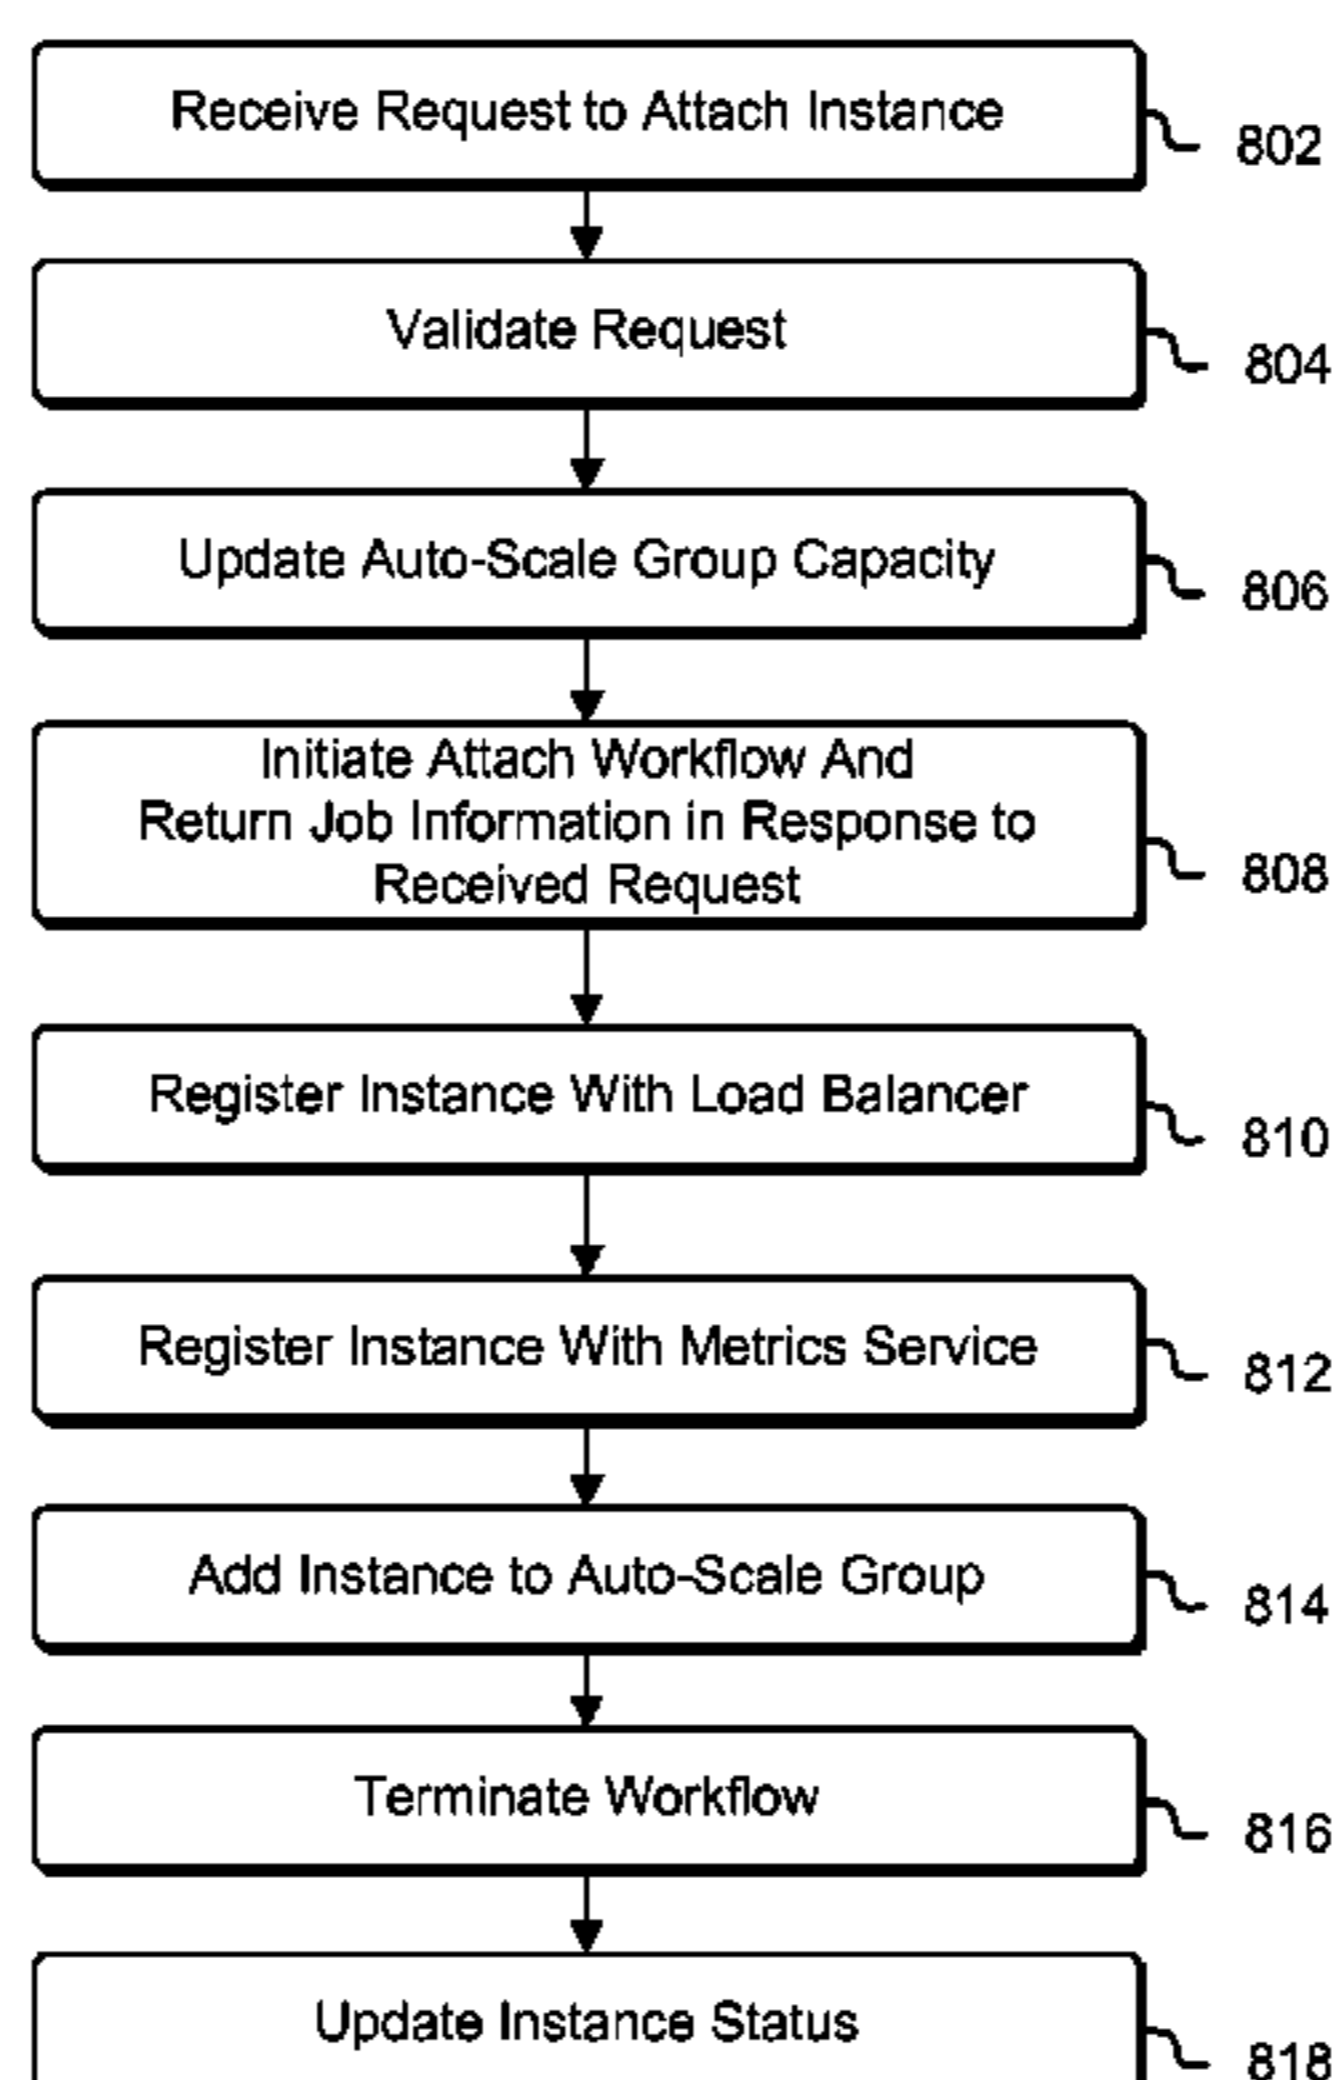 Receive Request to Attach Instance
802
Validate Request
804
Update Auto-Scale Group Capacity
806
Initiate Attach Workflow And
Return Job Information in Response to
Received Request
808
Register Instance With Load Balancer
810
Register Instance With Metrics Service
812
Add Instance to Auto-Scale Group
814
Terminate Workflow
816
Update Instance Status
818